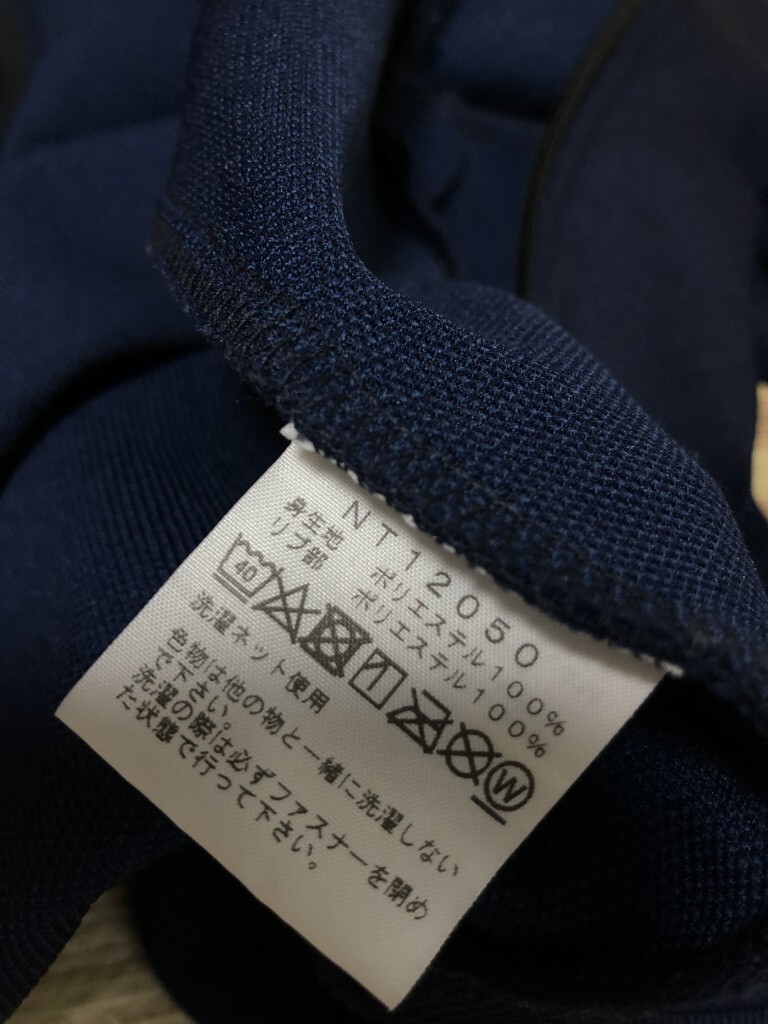 NT12050
身生地 ポリエステル100%
リブ部 ポリエステル100%
40 W
洗濯ネット使用
色物は他の物と一緒に洗濯しない
で下さい。
洗濯の際は必ずファスナーを閉め
た状態で行って下さい。